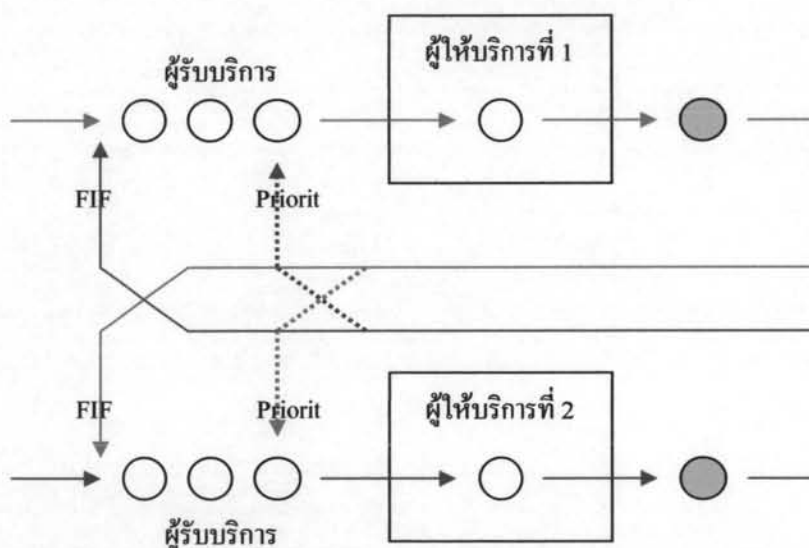 ผู้รับบริการ
ผู้ให้บริการที่ 1
FIF
Priorit
FIF
Priorit
ผู้ให้บริการที่ 2
ผู้รับบริการ